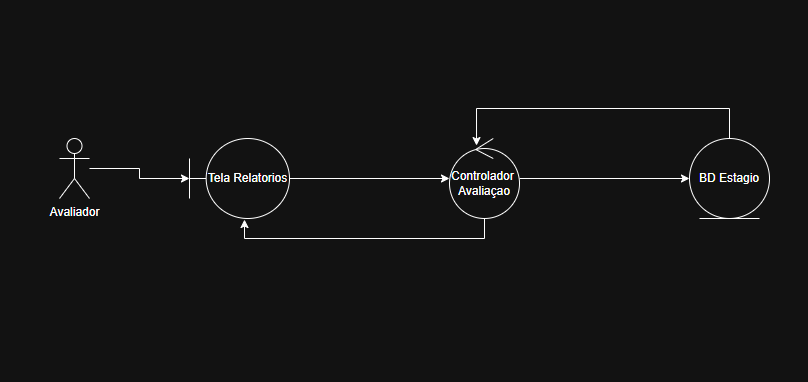 Tela Relatorios
Controlador
Avaliaçao
BD Estagio
Avaliador